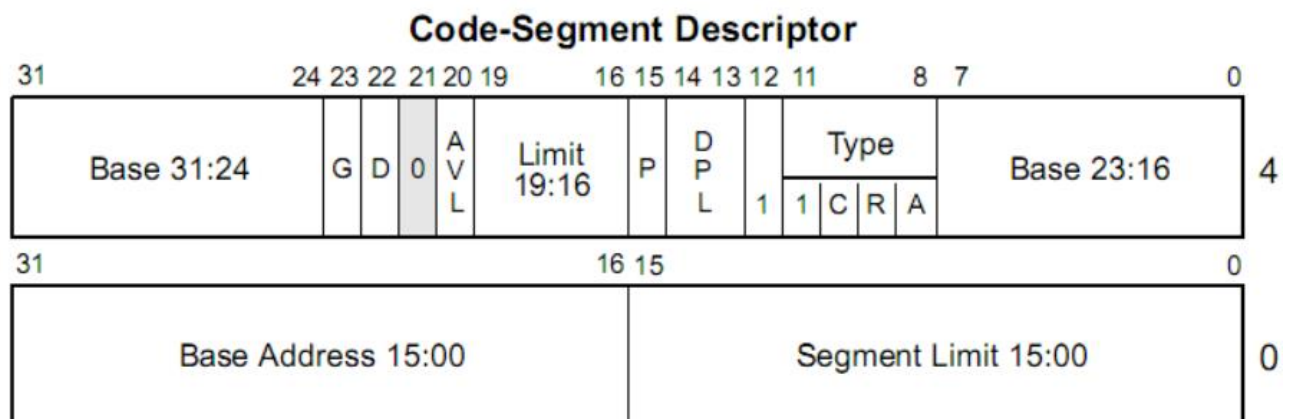 Code-Segment Descriptor
31 24 23 22 21 20 19 16 15 14 13 12 11 8 7 0
Base 31:24 G D 0 AVL Limit 19:16 P DPL 1 Type 1 C R A Base 23:16 4
31 16 15 0
Base Address 15:00 Segment Limit 15:00 0